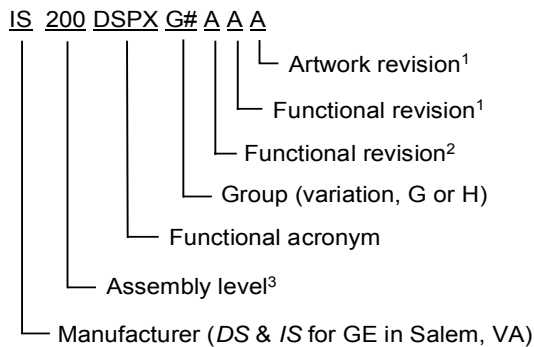 IS 200 DSPX G# A A A
Artwork revision¹
Functional revision¹
Functional revision²
Group (variation, G or H)
Functional acronym
Assembly level³
Manufacturer (DS & IS for GE in Salem, VA)